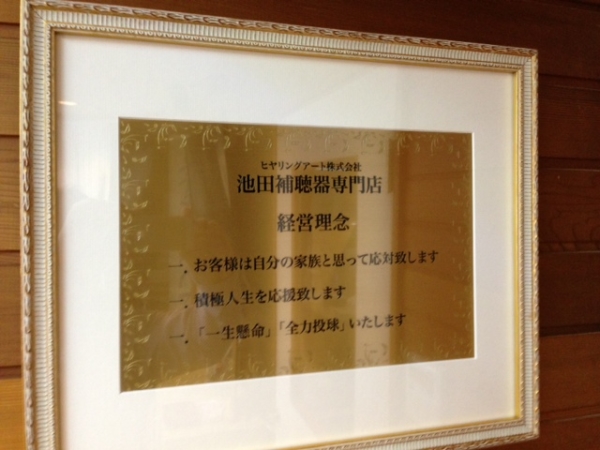 ヒヤリングアート株式会社
池田補聴器専門店
経営理念
一. お客様は自分の家族と思って応対致します
一. 積極人生を応援致します
一. 「一生懸命」「全力投球」いたします